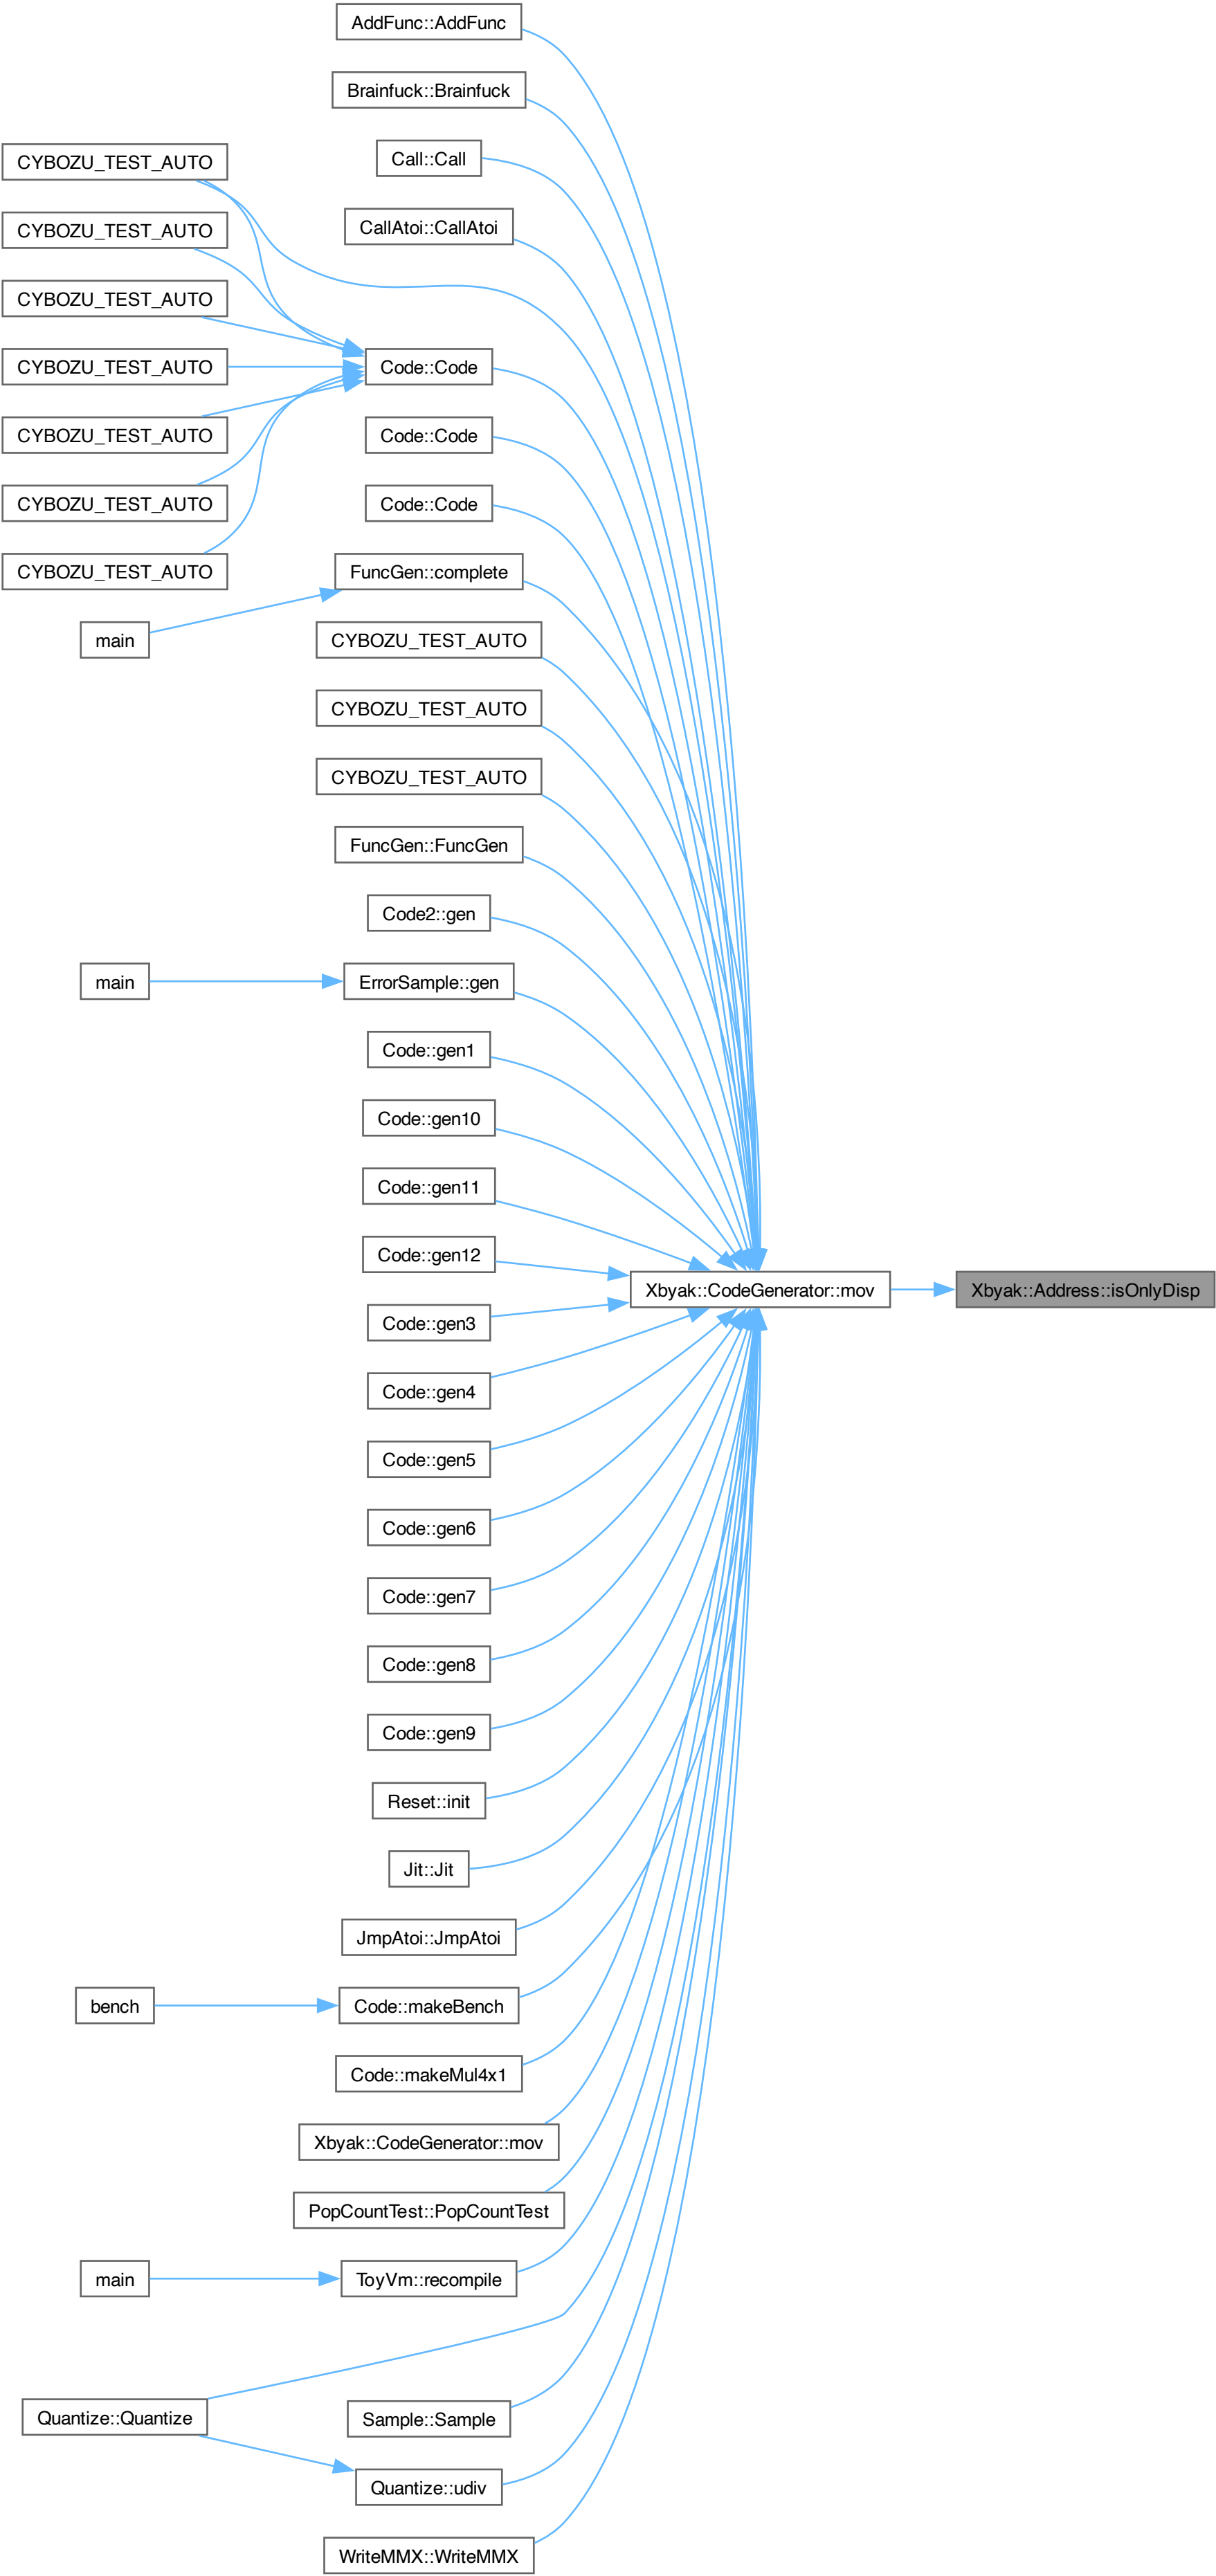 AddFunc::AddFunc
Brainfuck::Brainfuck
Call::Call
CYBOZU_TEST_AUTO
CallAtoi::CallAtoi
CYBOZU_TEST_AUTO
CYBOZU_TEST_AUTO
CYBOZU_TEST_AUTO
Code::Code
CYBOZU_TEST_AUTO
Code::Code
CYBOZU_TEST_AUTO
Code::Code
CYBOZU_TEST_AUTO
FuncGen::complete
main
CYBOZU_TEST_AUTO
CYBOZU_TEST_AUTO
CYBOZU_TEST_AUTO
FuncGen::FuncGen
Code2::gen
main
ErrorSample::gen
Code::gen1
Code::gen10
Code::gen11
Code::gen12
Xbyak::CodeGenerator::mov
Xbyak::Address::isOnlyDisp
Code::gen3
Code::gen4
Code::gen5
Code::gen6
Code::gen7
Code::gen8
Code::gen9
Reset::init
Jit::Jit
JmpAtoi::JmpAtoi
bench
Code::makeBench
Code::makeMul4x1
Xbyak::CodeGenerator::mov
PopCountTest::PopCountTest
main
ToyVm::recompile
Quantize::Quantize
Sample::Sample
Quantize::udiv
WriteMMX::WriteMMX